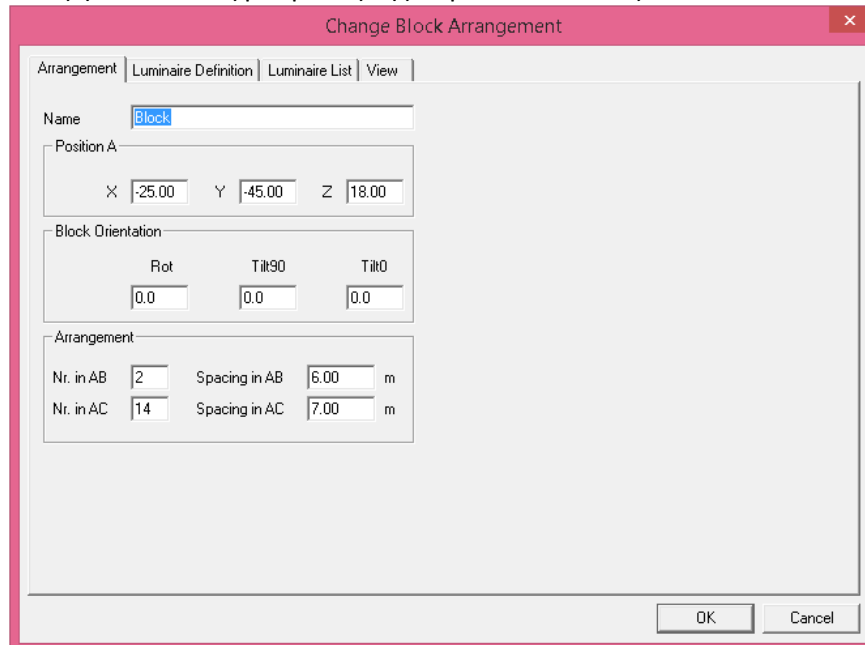 Change Block Arrangement
Arrangement Luminaire Definition Luminaire List View
Name Block
Position A
X -25.00 Y -45.00 Z 18.00
Block Orientation
Rot Tilt90 Tilt0
0.0 0.0 0.0
Arrangement
Nr. in AB 2 Spacing in AB 6.00 m
Nr. in AC 14 Spacing in AC 7.00 m
OK Cancel